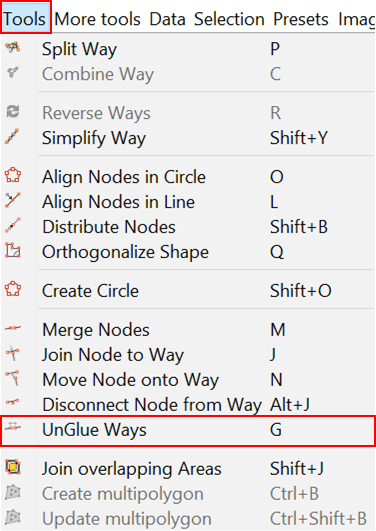 Tools More tools Data Selection Presets Imag
Split Way P
Combine Way C
Reverse Ways R
Simplify Way Shift+Y
Align Nodes in Circle O
Align Nodes in Line L
Distribute Nodes Shift+B
Orthogonalize Shape Q
Create Circle Shift+O
Merge Nodes M
Join Node to Way J
Move Node onto Way N
Disconnect Node from Way Alt+J
UnGlue Ways G
Join overlapping Areas Shift+J
Create multipolygon Ctrl+B
Update multipolygon Ctrl+Shift+B